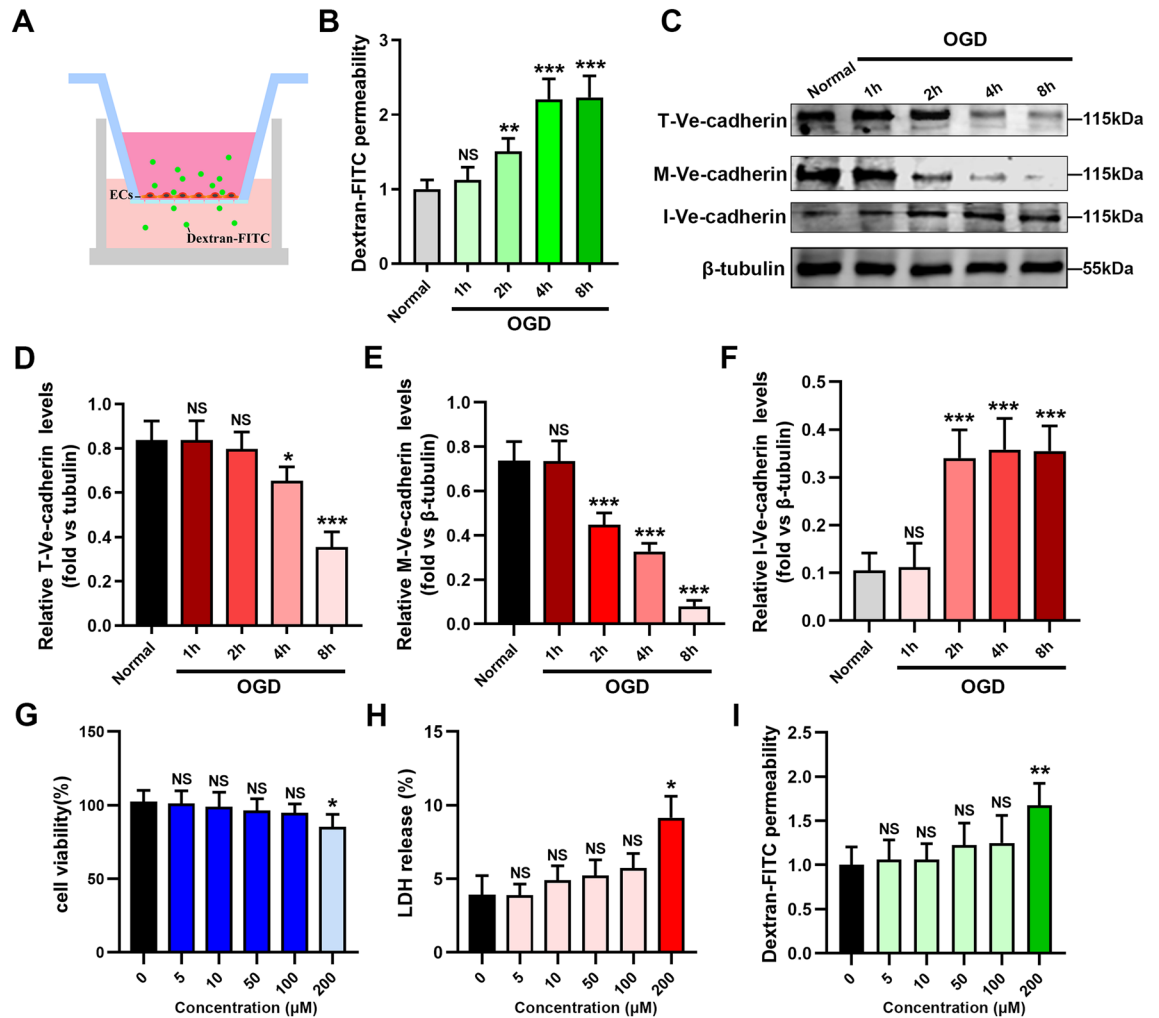 A
ECs
Dextran-FITC
B
Dextran-FITC permeability
3
2
1
0
NS
**
***
***
Normal
1h
2h
4h
8h
OGD
C
OGD
Normal
1h
2h
4h
8h
T-Ve-cadherin
115kDa
M-Ve-cadherin
115kDa
I-Ve-cadherin
115kDa
β-tubulin
55kDa
D
Relative T-Ve-cadherin levels
(fold vs tubulin)
1.0
0.8
0.6
0.4
0.2
0.0
NS
NS
*
***
Normal
1h
2h
4h
8h
OGD
E
Relative M-Ve-cadherin levels
(fold vs β-tubulin)
1.0
0.8
0.6
0.4
0.2
0.0
NS
***
***
***
Normal
1h
2h
4h
8h
OGD
F
Relative I-Ve-cadherin levels
(fold vs β-tubulin)
0.5
0.4
0.3
0.2
0.1
0.0
NS
***
***
***
Normal
1h
2h
4h
8h
OGD
G
cell viability(%)
150
100
50
0
NS
NS
NS
NS
*
0
5
10
50
100
200
Concentration (μM)
H
LDH release (%)
15
10
5
0
NS
NS
NS
NS
*
0
5
10
50
100
200
Concentration (μM)
I
Dextran-FITC permeability
2.5
2.0
1.5
1.0
0.5
0.0
NS
NS
NS
NS
**
0
5
10
50
100
200
Concentration (μM)